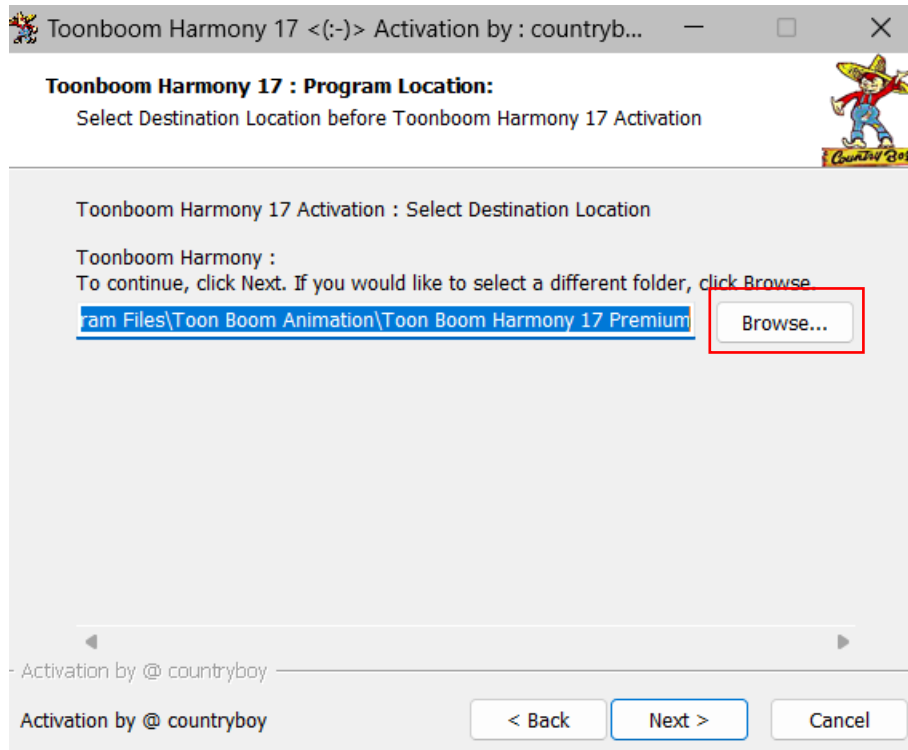 Toonboom Harmony 17 <(:-)> Activation by : countryb...
Toonboom Harmony 17 : Program Location:
Select Destination Location before Toonboom Harmony 17 Activation
Country Boy
Toonboom Harmony 17 Activation : Select Destination Location
Toonboom Harmony :
To continue, click Next. If you would like to select a different folder, click Browse.
ram Files\Toon Boom Animation\Toon Boom Harmony 17 Premium
Browse...
Activation by @ countryboy
Activation by @ countryboy
< Back
Next >
Cancel